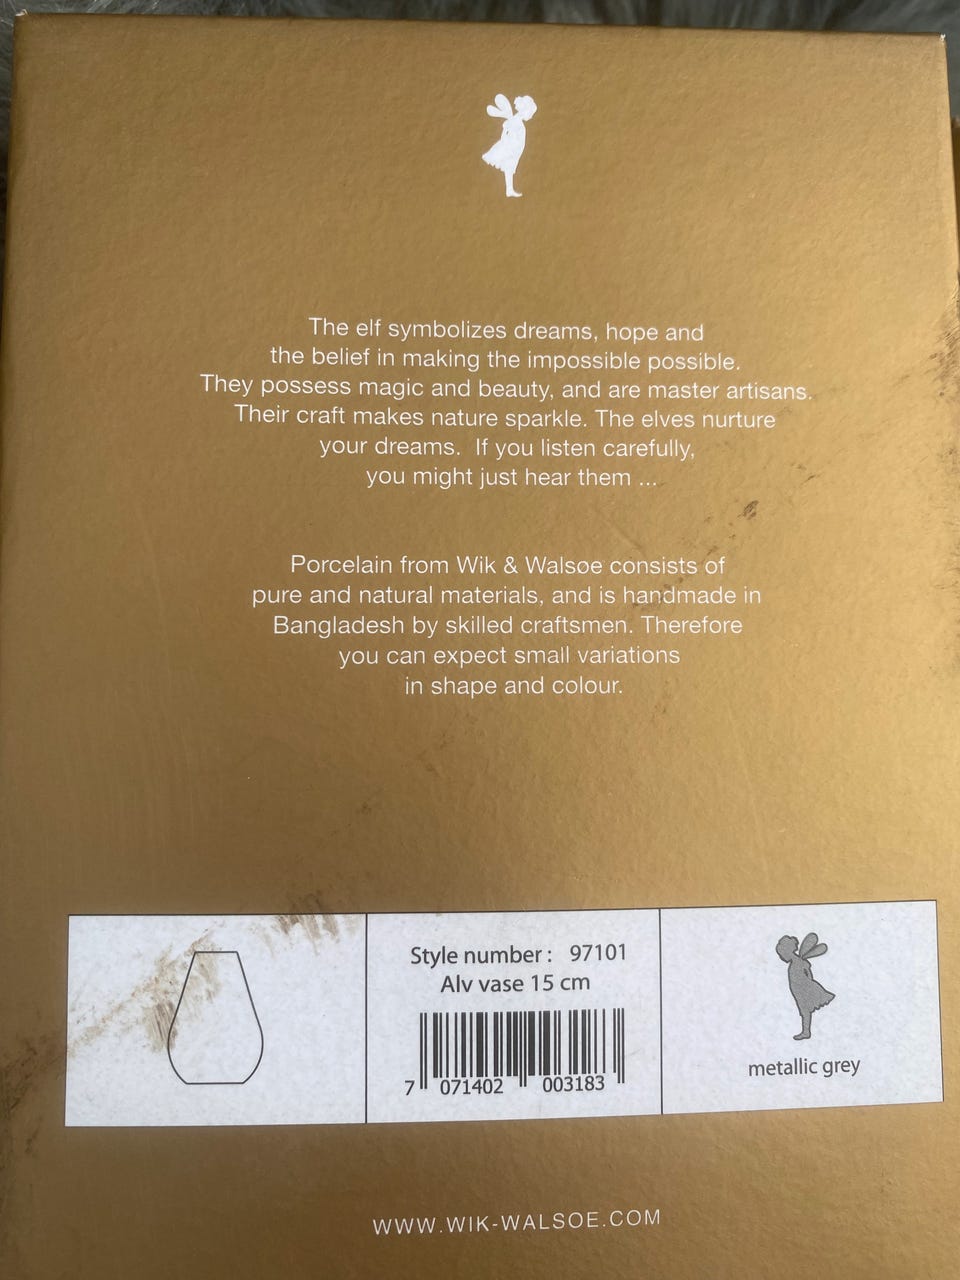 The elf symbolizes dreams, hope and
the belief in making the impossible possible.
They possess magic and beauty, and are master artisans.
Their craft makes nature sparkle. The elves nurture
your dreams.  If you listen carefully,
you might just hear them ...
Porcelain from Wik & Walsøe consists of
pure and natural materials, and is handmade in
Bangladesh by skilled craftsmen. Therefore
you can expect small variations
in shape and colour.
Style number :  97101
Alv vase 15 cm
7 071402 003183
metallic grey
WWW.WIK-WALSOE.COM